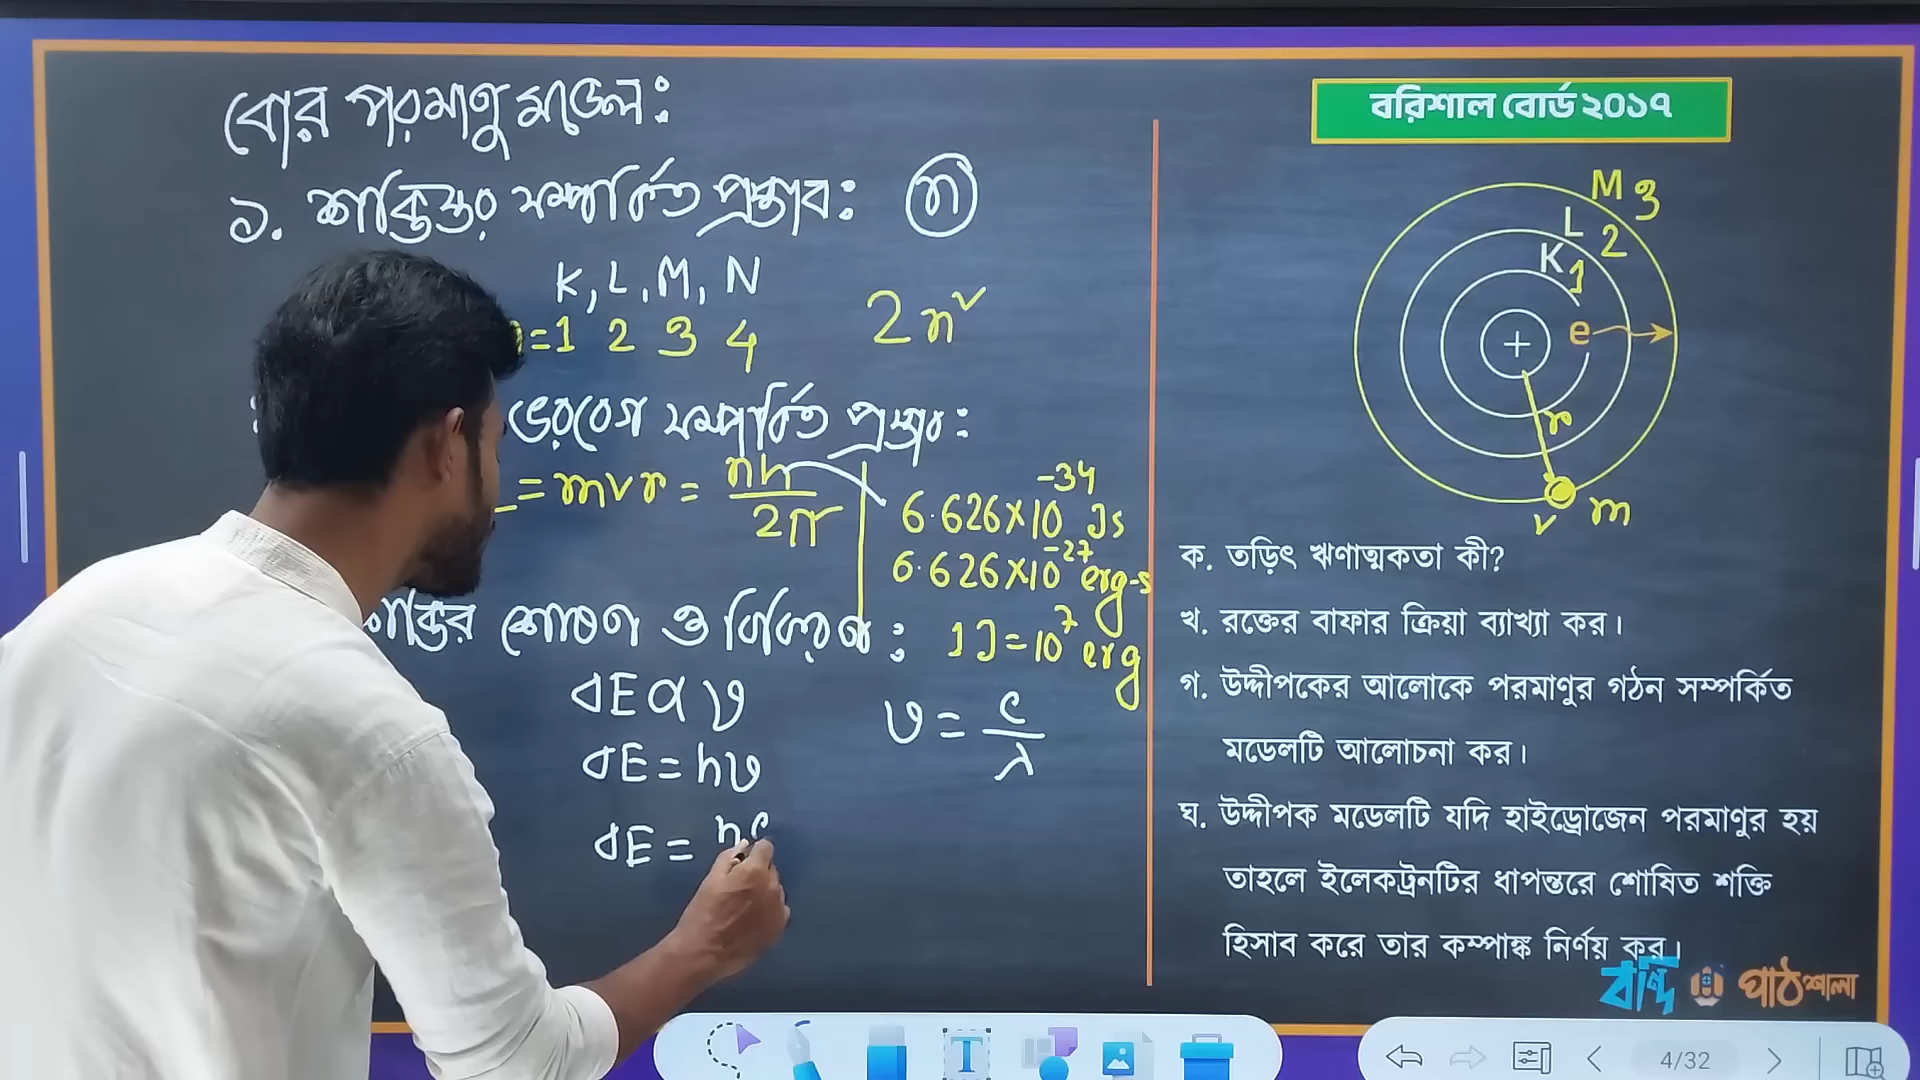 বোর পরমাণু মডেল:
১. শক্তিস্তর সম্পর্কিত প্রস্তাব: n
K, L, M, N
=1 2 3 4
2n²
ভরবেগ সম্পর্কিত প্রস্তাব:
= mvr = nh/2π
6.626×10⁻³⁴ Js
6.626×10⁻²⁷ erg-s
1J = 10⁷ erg
শোষণ ও বিকিরণ:
ΔE α υ
ΔE = hυ
ΔE = hc
υ = c/λ
বরিশাল বোর্ড ২০১৭
M 3
L 2
K 1
e
+
r
v m
ক. তড়িৎ ঋণাত্মকতা কী?
খ. রক্তের বাফার ক্রিয়া ব্যাখ্যা কর।
গ. উদ্দীপকের আলোকে পরমাণুর গঠন সম্পর্কিত
মডেলটি আলোচনা কর।
ঘ. উদ্দীপক মডেলটি যদি হাইড্রোজেন পরমাণুর হয়
তাহলে ইলেকট্রনটির ধাপন্তরে শোষিত শক্তি
হিসাব করে তার কম্পাঙ্ক নির্ণয় কর।
বন্দি পাঠশালা
T
4/32